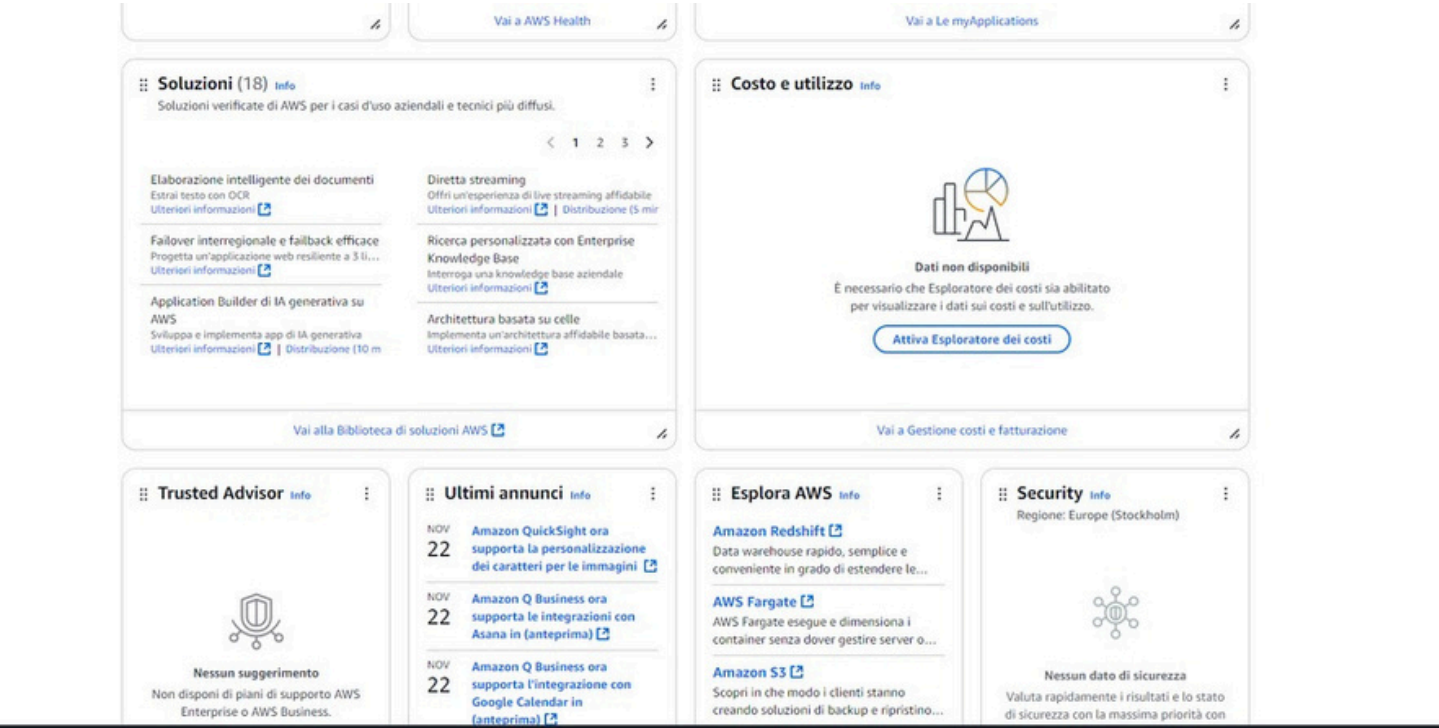 Vai a AWS Health
Vai a Le myApplications
Soluzioni (18) Info
Soluzioni verificate di AWS per i casi d'uso aziendali e tecnici più diffusi.
1 2 3
Elaborazione intelligente dei documenti
Estrai testo con OCR
Ulteriori informazioni
Failover interregionale e failback efficace
Progetta un'applicazione web resiliente a 3 li...
Ulteriori informazioni
Application Builder di IA generativa su
AWS
Sviluppa e implementa app di IA generativa
Ulteriori informazioni | Distribuzione (10 m
Diretta streaming
Offri un'esperienza di live streaming affidabile
Ulteriori informazioni | Distribuzione (5 mir
Ricerca personalizzata con Enterprise
Knowledge Base
Interroga una knowledge base aziendale
Ulteriori informazioni
Architettura basata su celle
Implementa un'architettura affidabile basata...
Ulteriori informazioni
Vai alla Biblioteca di soluzioni AWS
Costo e utilizzo Info
Dati non disponibili
È necessario che Esploratore dei costi sia abilitato
per visualizzare i dati sui costi e sull'utilizzo.
Attiva Esploratore dei costi
Vai a Gestione costi e fatturazione
Trusted Advisor Info
Nessun suggerimento
Non disponi di piani di supporto AWS
Enterprise o AWS Business.
Ultimi annunci Info
NOV
22
Amazon QuickSight ora
supporta la personalizzazione
dei caratteri per le immagini
NOV
22
Amazon Q Business ora
supporta le integrazioni con
Asana in (anteprima)
NOV
22
Amazon Q Business ora
supporta l'integrazione con
Google Calendar in
(anteprima)
Esplora AWS Info
Amazon Redshift
Data warehouse rapido, semplice e
conveniente in grado di estendere le...
AWS Fargate
AWS Fargate esegue e dimensiona i
container senza dover gestire server o...
Amazon S3
Scopri in che modo i clienti stanno
creando soluzioni di backup e ripristino...
Security Info
Regione: Europe (Stockholm)
Nessun dato di sicurezza
Valuta rapidamente i risultati e lo stato
di sicurezza con la massima priorità con